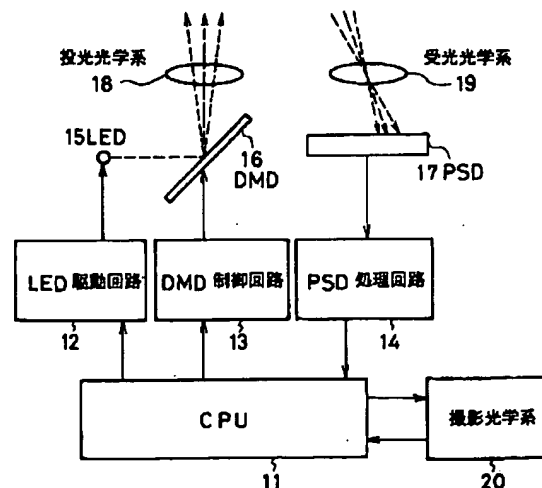 投光光学系
18
受光光学系
19
15LED
16
DMD
17 PSD
LED 駆動回路
12
DMD 制御回路
13
PSD 処理回路
14
CPU
11
撮影光学系
20